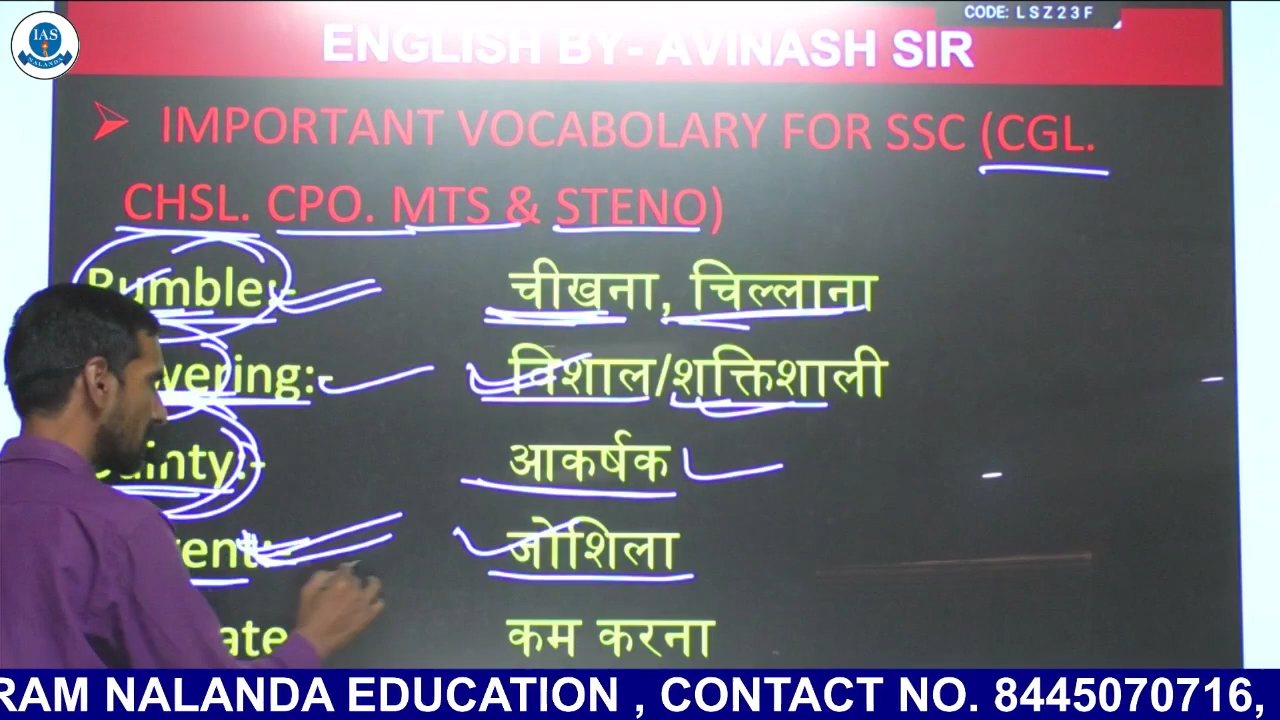 IAS
NALANDA
CODE: LSZ23F
ENGLISH BY- AVINASH SIR
IMPORTANT VOCABOLARY FOR SSC (CGL.
CHSL. CPO. MTS & STENO)
Rumble:- चीखना, चिल्लाना
विशाल/शक्तिशाली
आकर्षक
जोशिला
कम करना
RAM NALANDA EDUCATION , CONTACT NO. 8445070716,